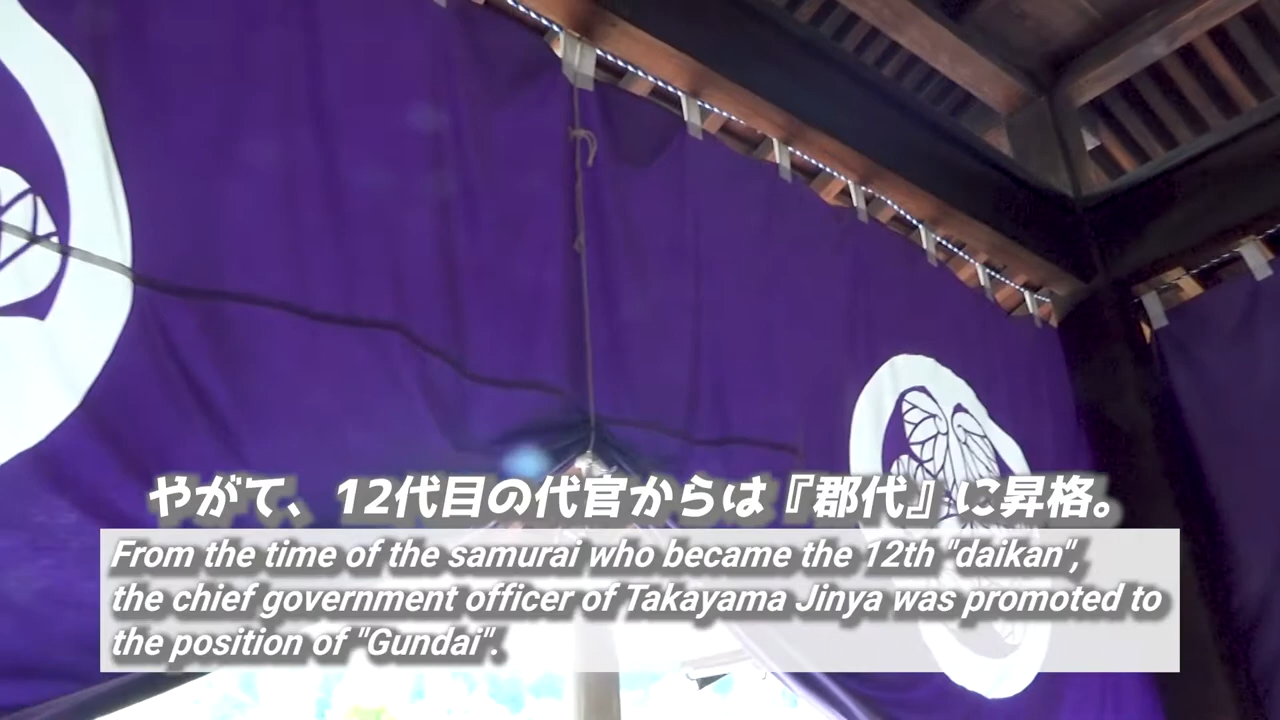 やがて、12代目の代官からは『郡代』に昇格。
From the time of the samurai who became the 12th "daikan",
the chief government officer of Takayama Jinya was promoted to
the position of "Gundai".